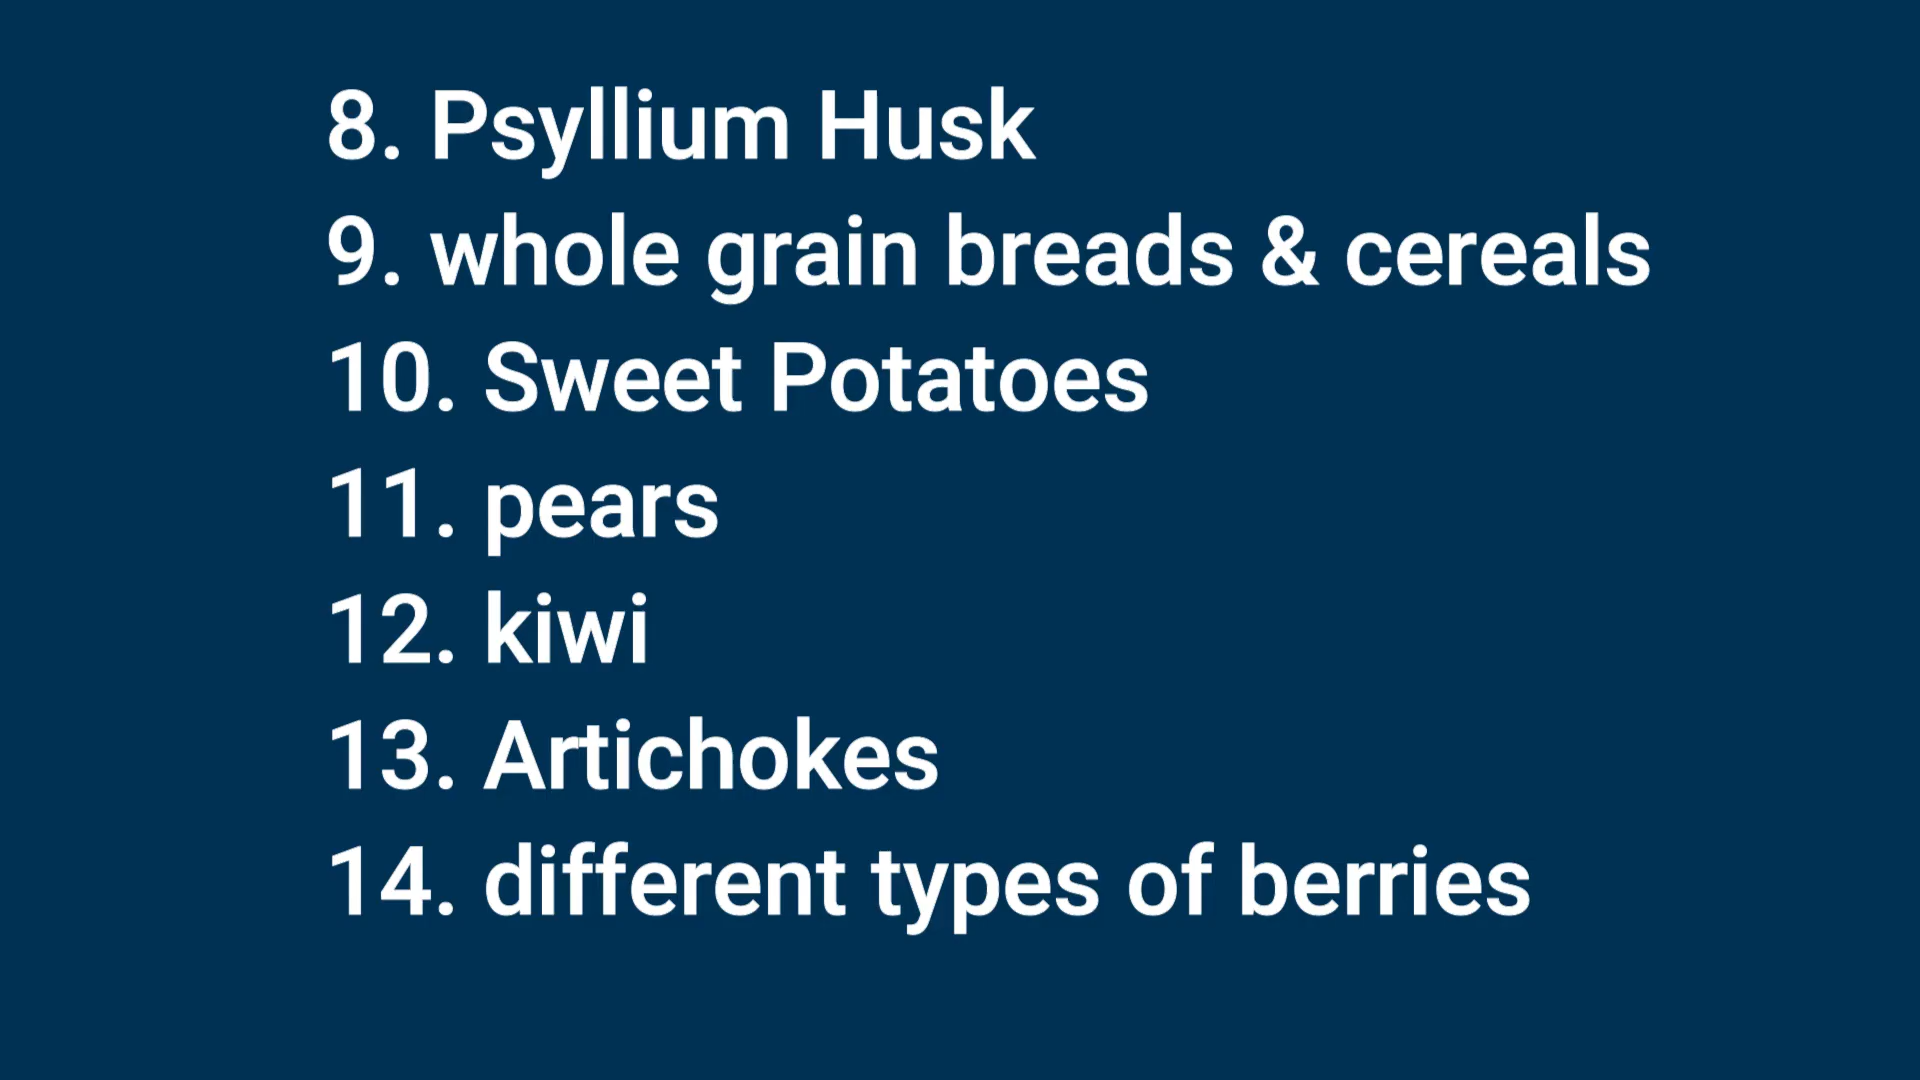 8. Psyllium Husk
9. whole grain breads & cereals
10. Sweet Potatoes
11. pears
12. kiwi
13. Artichokes
14. different types of berries